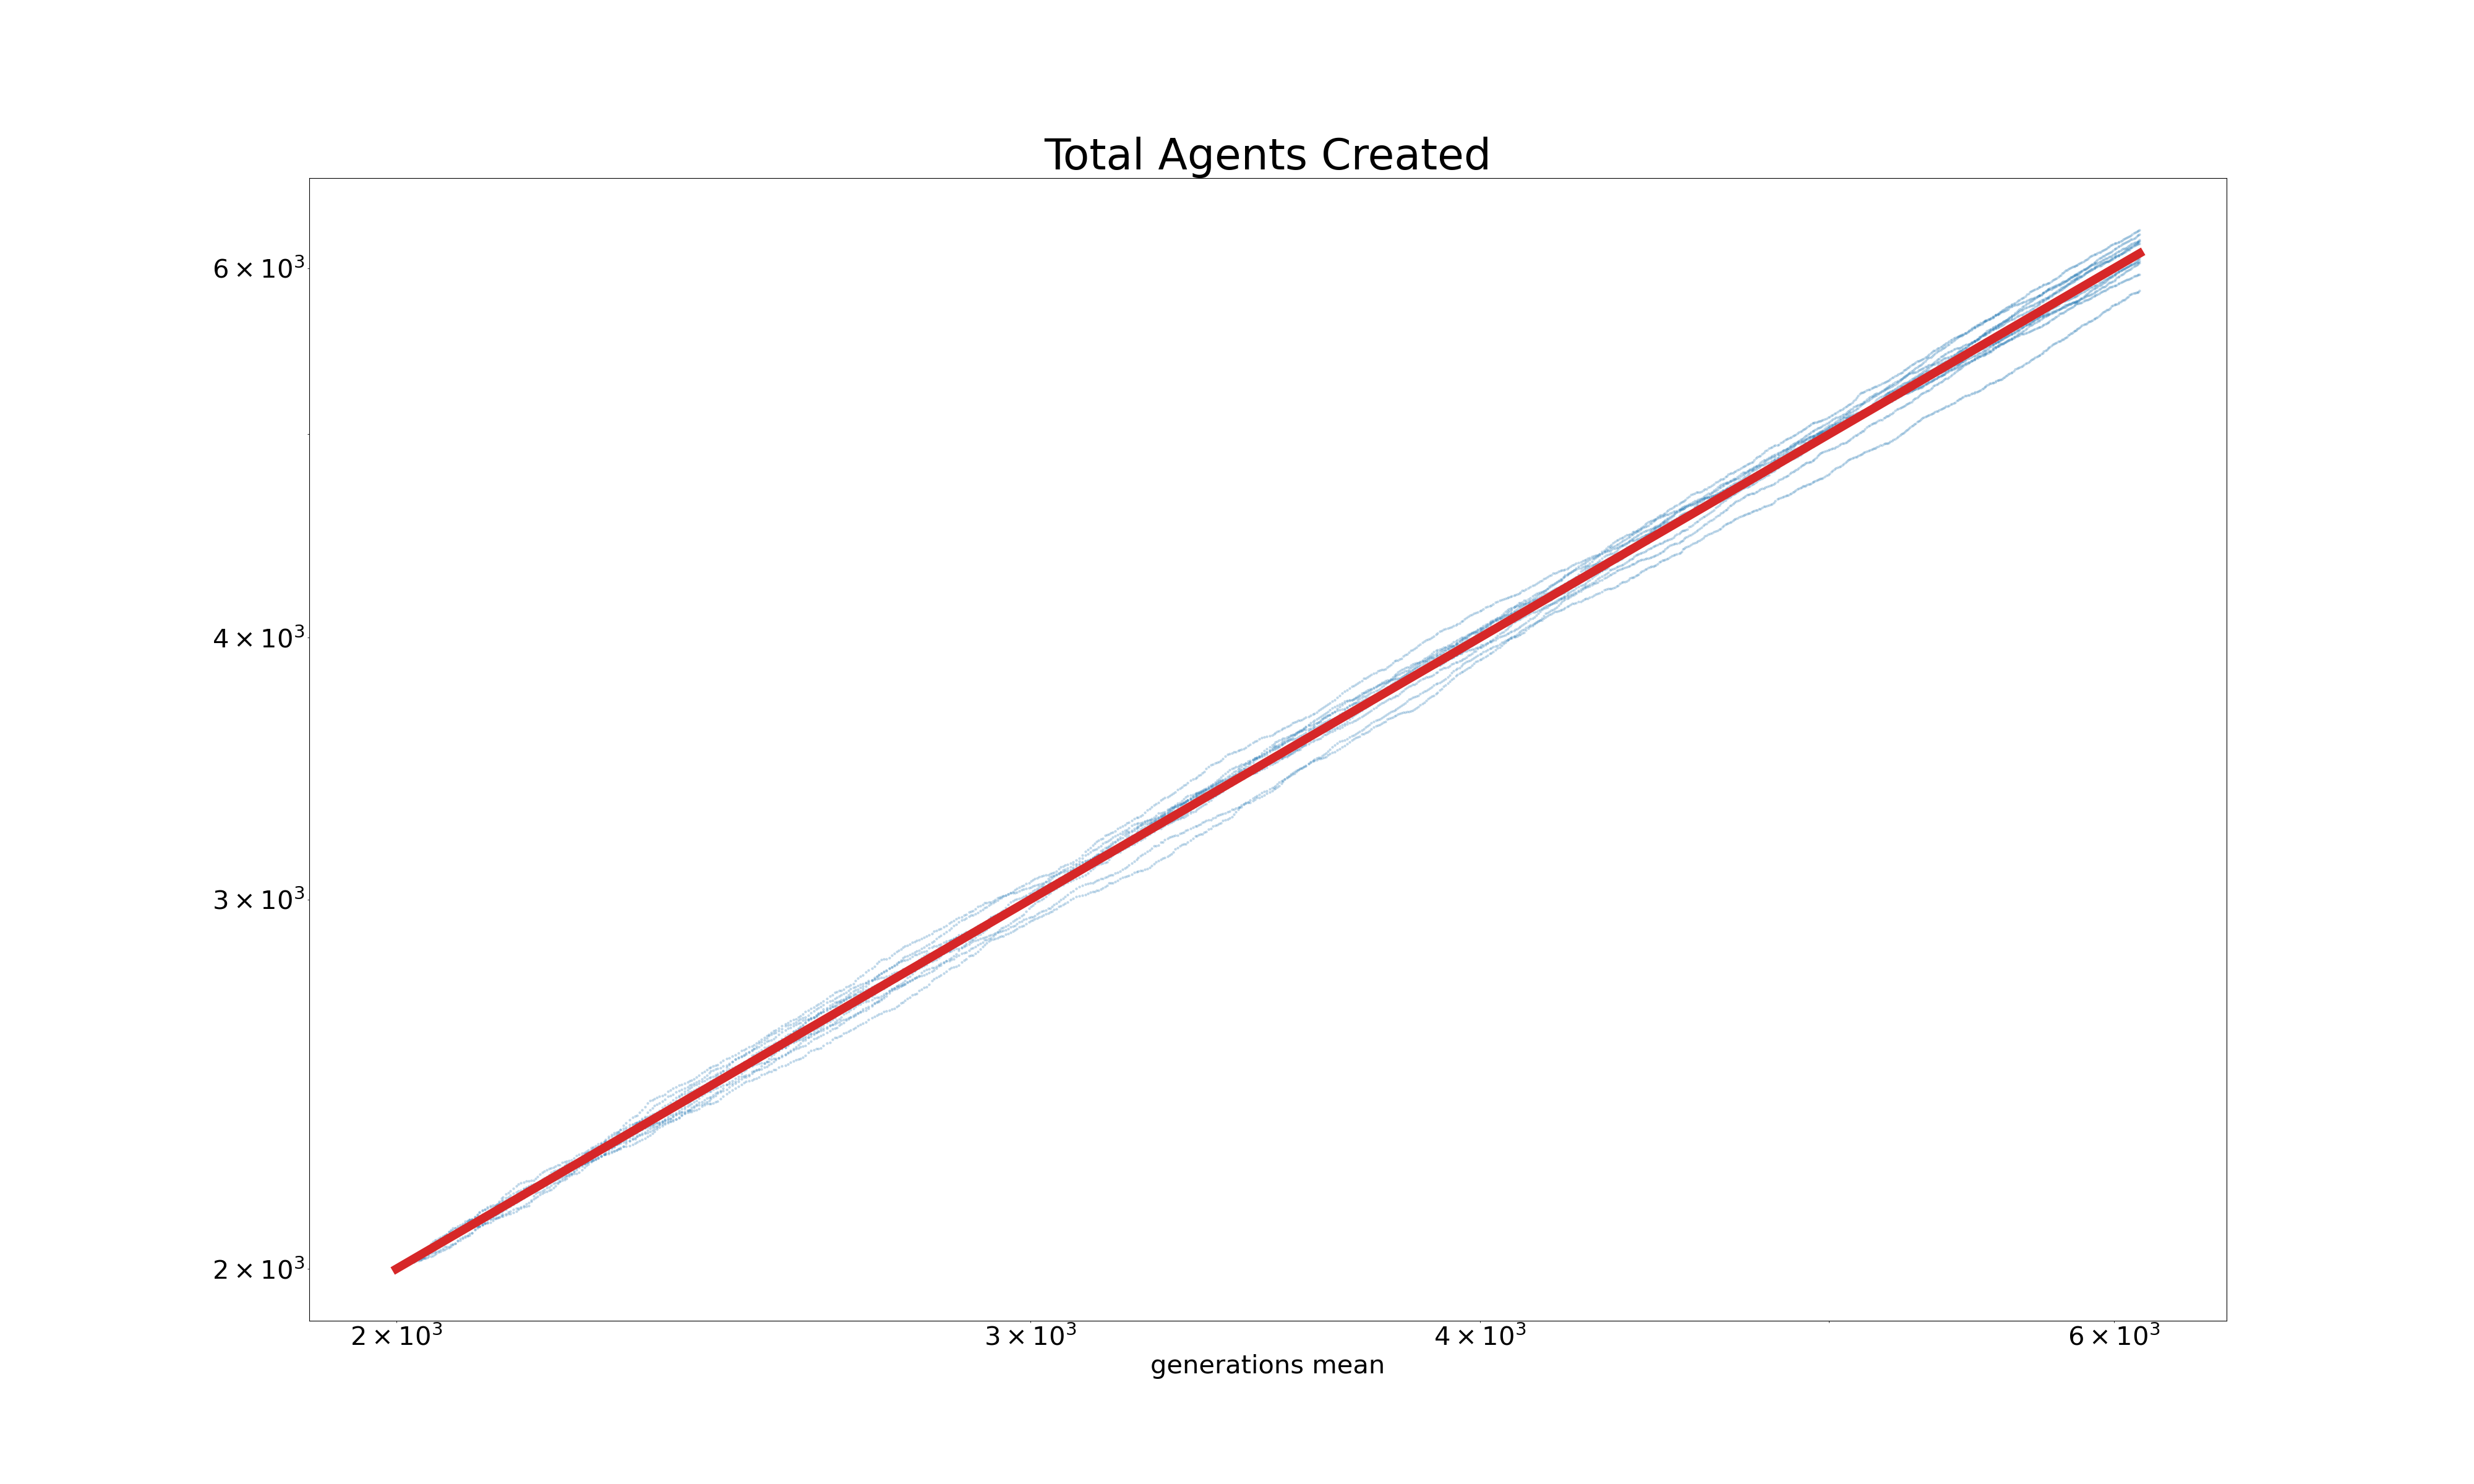 Total Agents Created
6 × 10³
4 × 10³
3 × 10³
2 × 10³
2 × 10³ 3 × 10³ 4 × 10³ 6 × 10³
generations mean